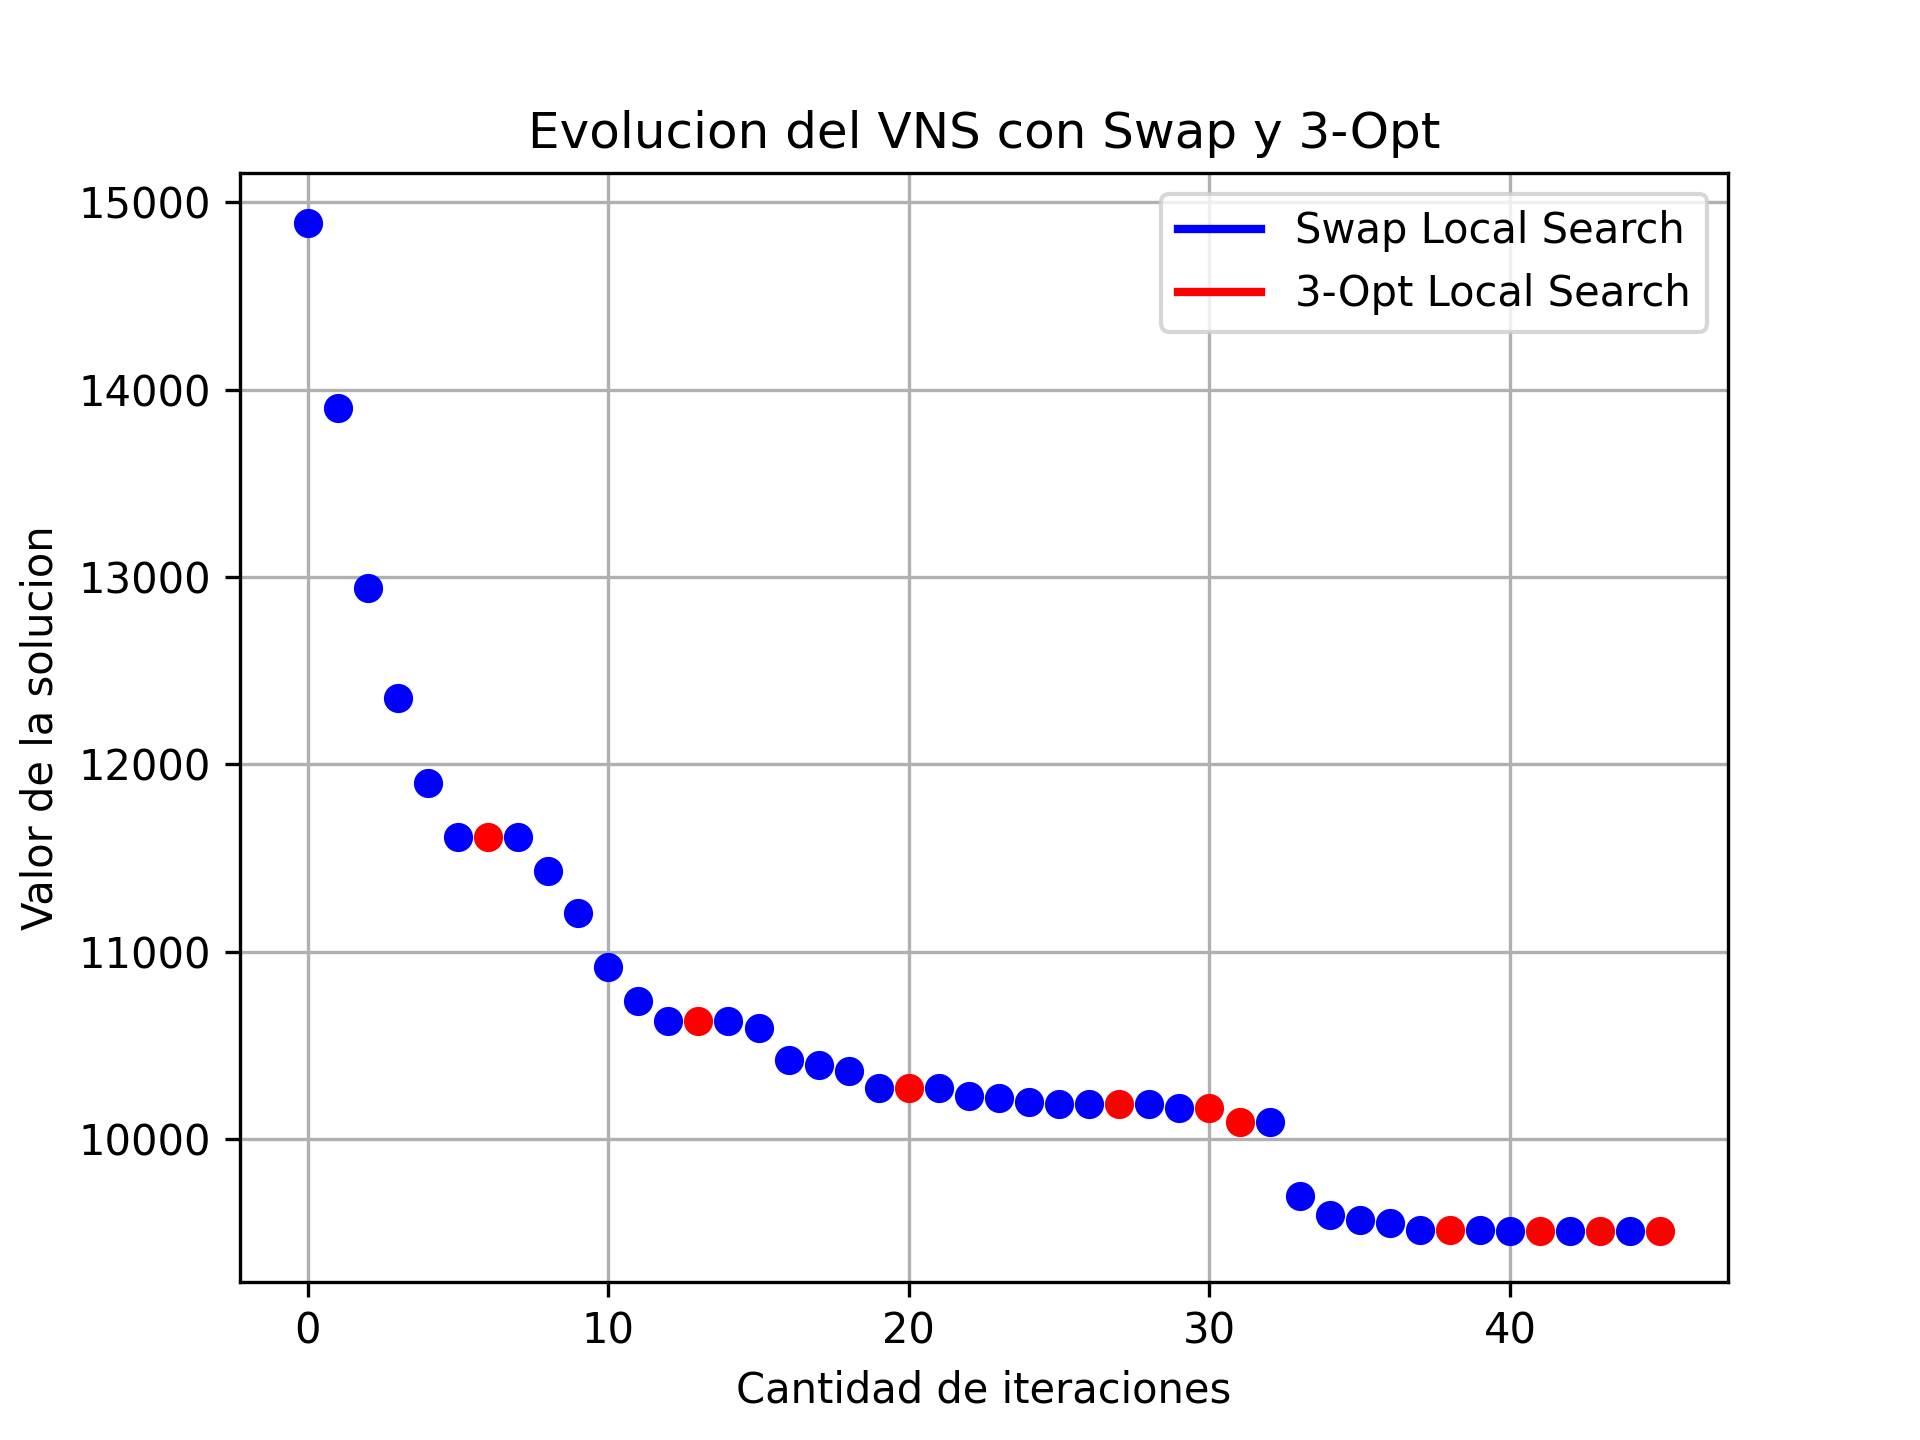 Evolucion del VNS con Swap y 3-Opt
15000
14000
13000
12000
11000
10000
Valor de la solucion
Swap Local Search
3-Opt Local Search
0
10
20
30
40
Cantidad de iteraciones